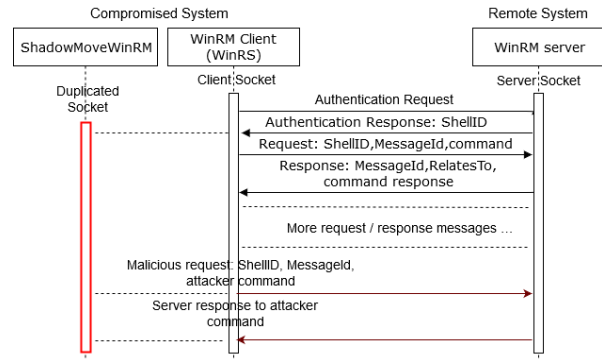 Compromised System
Remote System
ShadowMoveWinRM
WinRM Client
(WinRS)
WinRM server
Client Socket
Server Socket
Duplicated
Socket
Authentication Request
Authentication Response: ShellID
Request: ShellID,MessageId,command
Response: MessageId,RelatesTo,
command response
More request / response messages ...
Malicious request: ShellID, MessageId,
attacker command
Server response to attacker
command